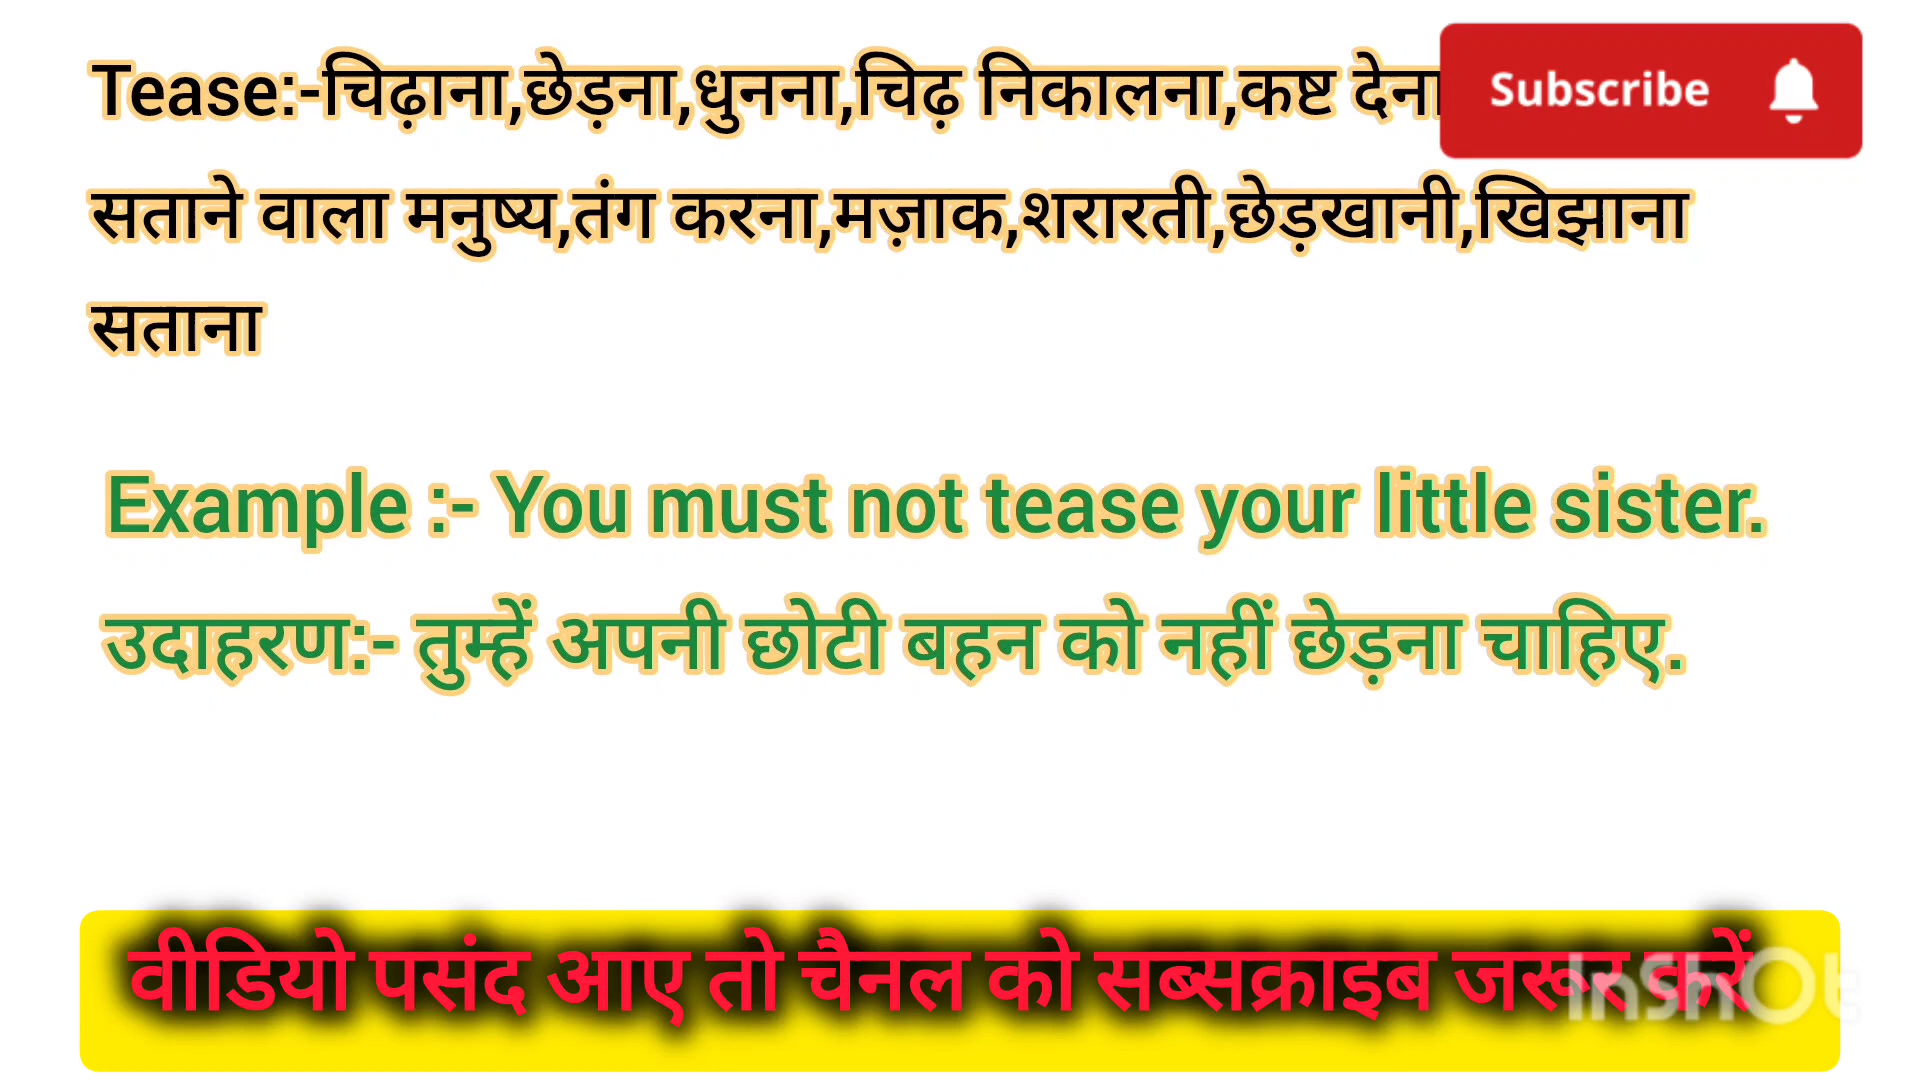 Tease:-चिढ़ाना,छेड़ना,धुनना,चिढ़ निकालना,कष्ट देना
Subscribe
सताने वाला मनुष्य,तंग करना,मज़ाक,शरारती,छेड़खानी,खिझाना
सताना
Example :- You must not tease your little sister.
उदाहरण:- तुम्हें अपनी छोटी बहन को नहीं छेड़ना चाहिए.
वीडियो पसंद आए तो चैनल को सब्सक्राइब जरूर करें
InShOt